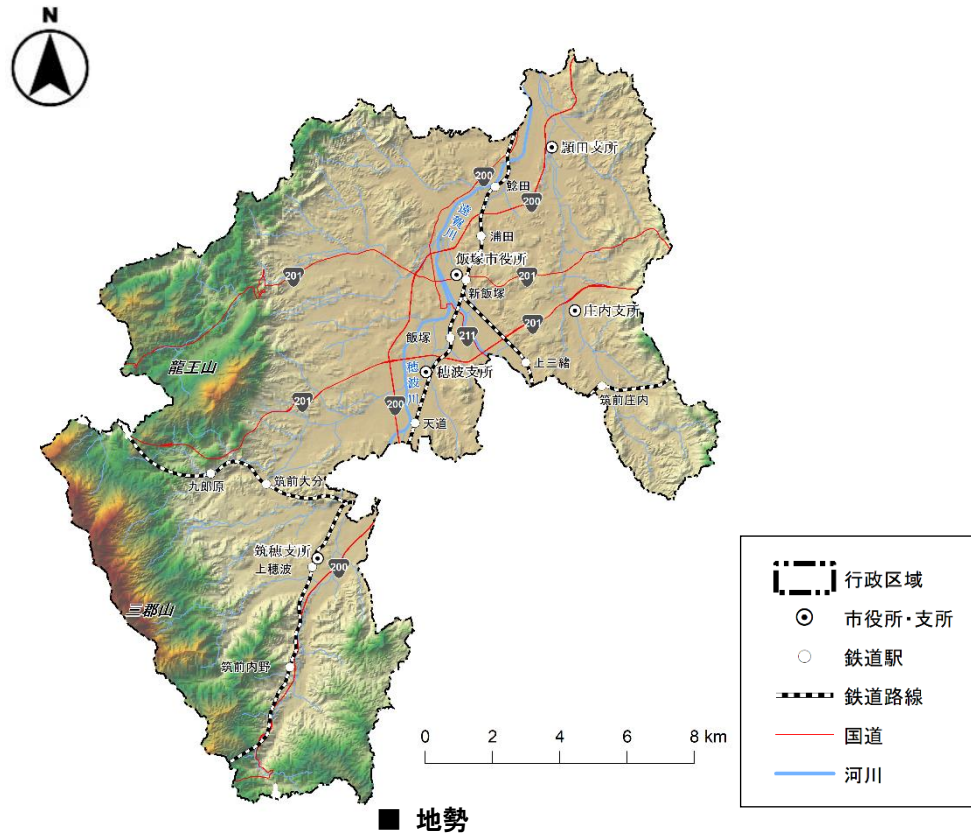 N
頴田支所
200
鯰田
200
遠賀川
浦田
飯塚市役所
201
201
新飯塚
庄内支所
201
飯塚
211
龍王山
穂波川
穂波支所
上三緒
筑前庄内
201
200
天道
九郎原
筑前大分
筑穂支所
上穂波
200
三郡山
筑前内野
行政区域
市役所・支所
鉄道駅
鉄道路線
国道
河川
0 2 4 6 8 km
■ 地勢